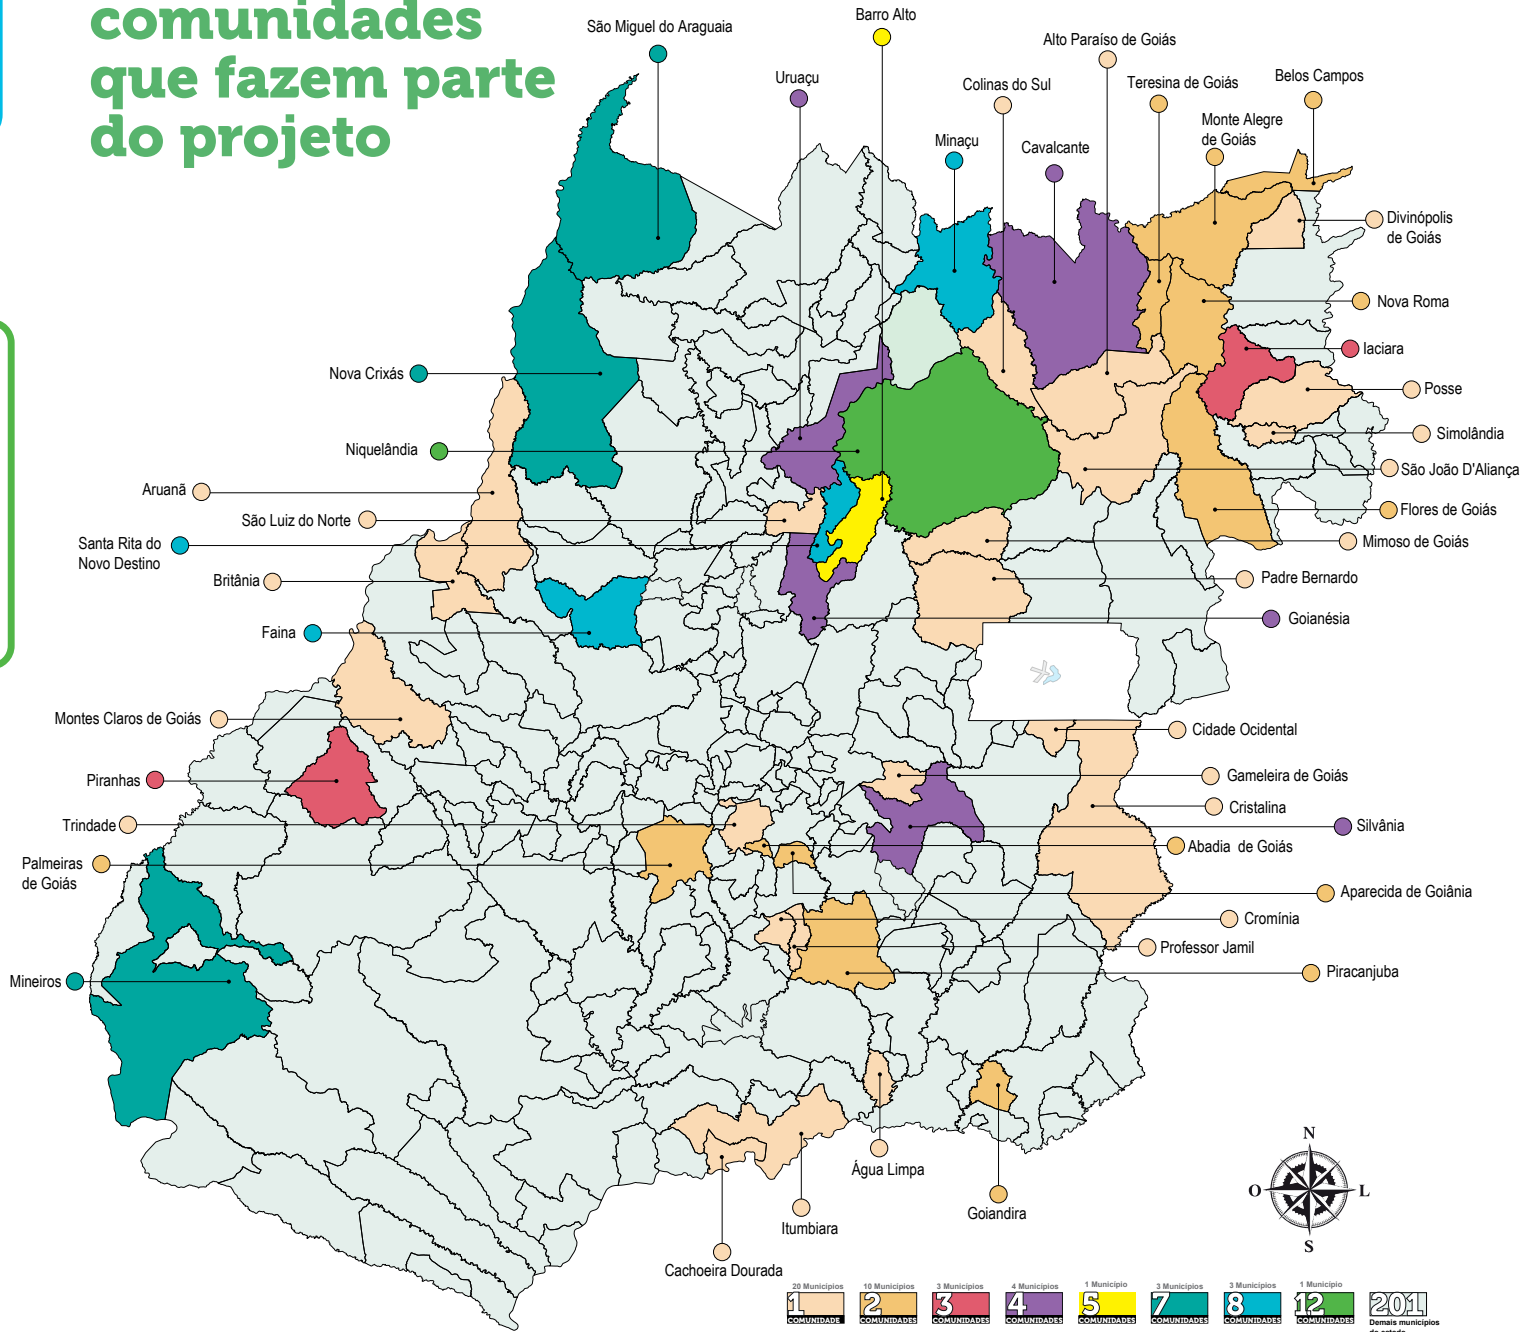 comunidades
que fazem parte
do projeto
São Miguel do Araguaia
Barro Alto
Uruaçu
Alto Paraíso de Goiás
Colinas do Sul
Teresina de Goiás
Belos Campos
Minaçu
Cavalcante
Monte Alegre
de Goiás
Divinópolis
de Goiás
Nova Roma
Iaciara
Nova Crixás
Posse
Niquelândia
Simolândia
São João D'Aliança
Aruanã
São Luiz do Norte
Flores de Goiás
Santa Rita do
Novo Destino
Mimoso de Goiás
Britânia
Padre Bernardo
Faina
Goianésia
Montes Claros de Goiás
Cidade Ocidental
Piranhas
Gameleira de Goiás
Cristalina
Trindade
Silvânia
Palmeiras
de Goiás
Abadia de Goiás
Aparecida de Goiânia
Cromínia
Professor Jamil
Mineiros
Piracanjuba
Água Limpa
Goiandira
Itumbiara
Cachoeira Dourada
N
O
L
S
20 Municípios
1
COMUNIDADE
10 Municípios
2
COMUNIDADES
3 Municípios
3
COMUNIDADES
4 Municípios
4
COMUNIDADES
1 Município
5
COMUNIDADES
3 Municípios
7
COMUNIDADES
3 Municípios
8
COMUNIDADES
1 Município
12
COMUNIDADES
201
Demais municípios
do estado